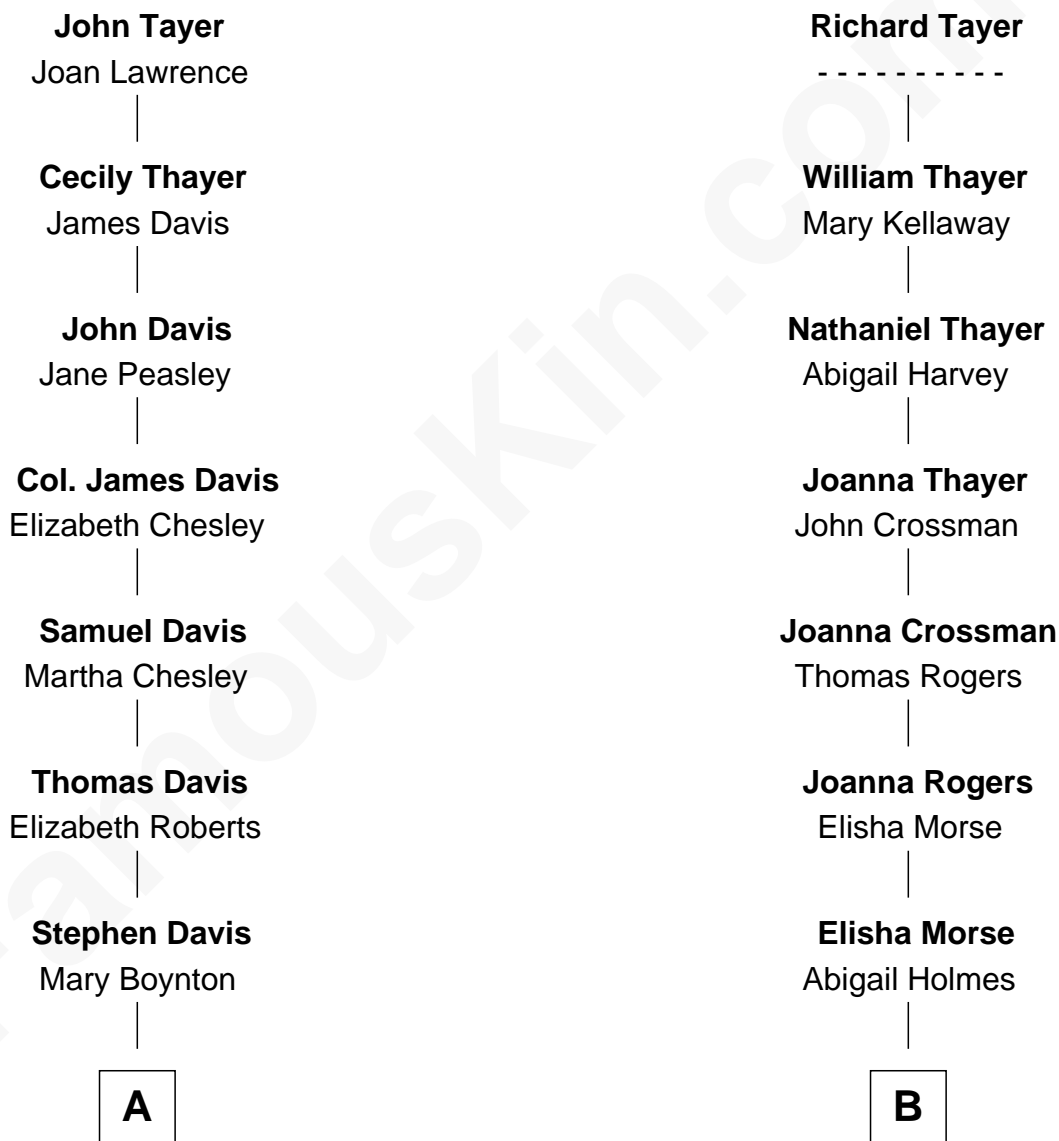 John Tayer
Joan Lawrence
Cecily Thayer
James Davis
John Davis
Jane Peasley
Col. James Davis
Elizabeth Chesley
Samuel Davis
Martha Chesley
Thomas Davis
Elizabeth Roberts
Stephen Davis
Mary Boynton
A
Richard Tayer
- - - - - - - - - -
William Thayer
Mary Kellaway
Nathaniel Thayer
Abigail Harvey
Joanna Thayer
John Crossman
Joanna Crossman
Thomas Rogers
Joanna Rogers
Elisha Morse
Elisha Morse
Abigail Holmes
B
FamousKin.com